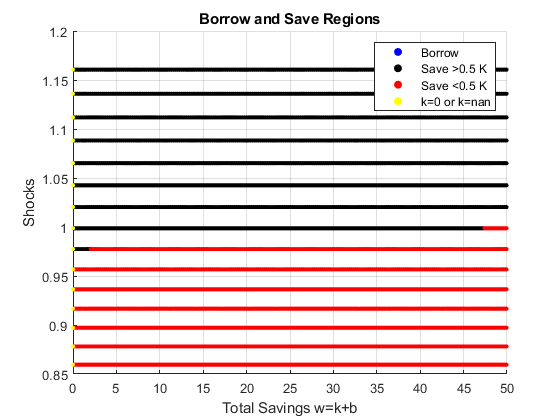 Borrow and Save Regions
1.2
1.15
1.1
1.05
1
0.95
0.9
0.85
Shocks
Borrow
Save >0.5 K
Save <0.5 K
k=0 or k=nan
0 5 10 15 20 25 30 35 40 45 50
Total Savings w=k+b